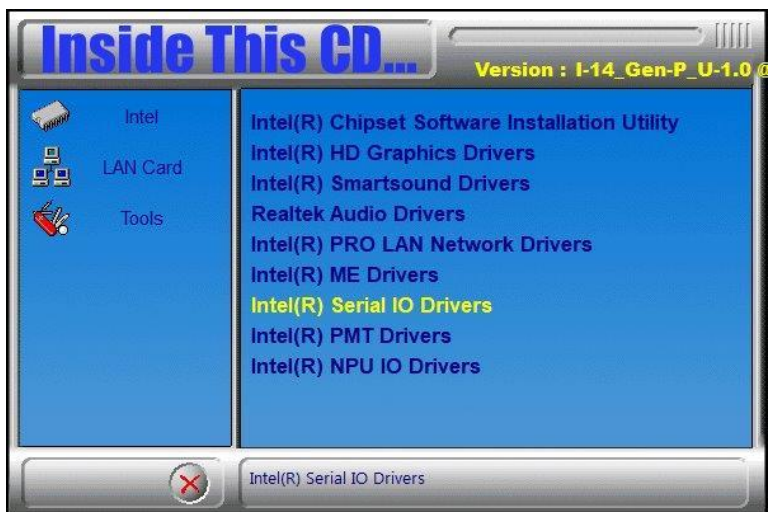 Inside This CD...
Version : I-14_Gen-P_U-1.0 @
Intel
LAN Card
Tools
Intel(R) Chipset Software Installation Utility
Intel(R) HD Graphics Drivers
Intel(R) Smartsound Drivers
Realtek Audio Drivers
Intel(R) PRO LAN Network Drivers
Intel(R) ME Drivers
Intel(R) Serial IO Drivers
Intel(R) PMT Drivers
Intel(R) NPU IO Drivers
Intel(R) Serial IO Drivers